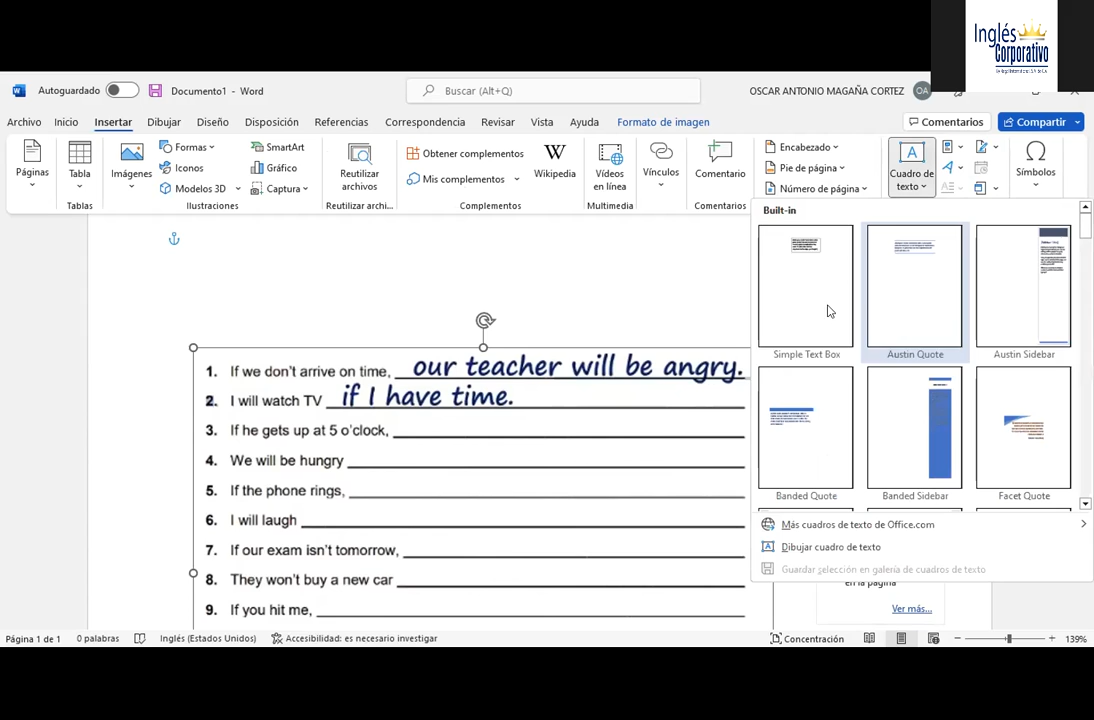 Inglés
Corporativo
Autoguardado
Documento1 - Word
Buscar (Alt+Q)
OSCAR ANTONIO MAGAÑA CORTEZ
OA
Archivo Inicio Insertar Dibujar Diseño Disposición Referencias Correspondencia Revisar Vista Ayuda Formato de imagen
Comentarios
Compartir
Páginas
Tabla
Tablas
Imágenes
Formas
Iconos
Modelos 3D
SmartArt
Gráfico
Captura
Ilustraciones
Reutilizar
archivos
Reutilizar archi...
Obtener complementos
Mis complementos
Complementos
Wikipedia
Vídeos
en línea
Multimedia
Vínculos
Comentario
Comentarios
Encabezado
Pie de página
Número de página
Cuadro de
texto
Símbolos
Built-in
Simple Text Box
Austin Quote
Austin Sidebar
Banded Quote
Banded Sidebar
Facet Quote
Más cuadros de texto de Office.com
Dibujar cuadro de texto
Guardar selección en galería de cuadros de texto
en la página
Ver más...
1. If we don't arrive on time, our teacher will be angry.
2. I will watch TV if I have time.
3. If he gets up at 5 o'clock,
4. We will be hungry
5. If the phone rings,
6. I will laugh
7. If our exam isn't tomorrow,
8. They won't buy a new car
9. If you hit me,
Página 1 de 1
0 palabras
Inglés (Estados Unidos)
Accesibilidad: es necesario investigar
Concentración
139%